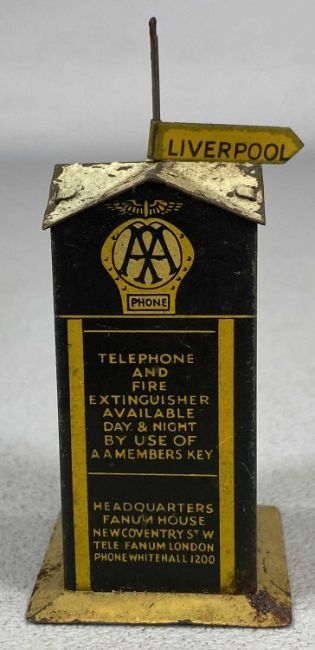 LIVERPOOL
AA
PHONE
TELEPHONE
AND
FIRE
EXTINGUISHER
AVAILABLE
DAY. & NIGHT
BY USE OF
A A MEMBERS KEY
HEADQUARTERS
FANUM HOUSE
NEW COVENTRY ST W
TELE FANUM LONDON
PHONE WHITEHALL 1200